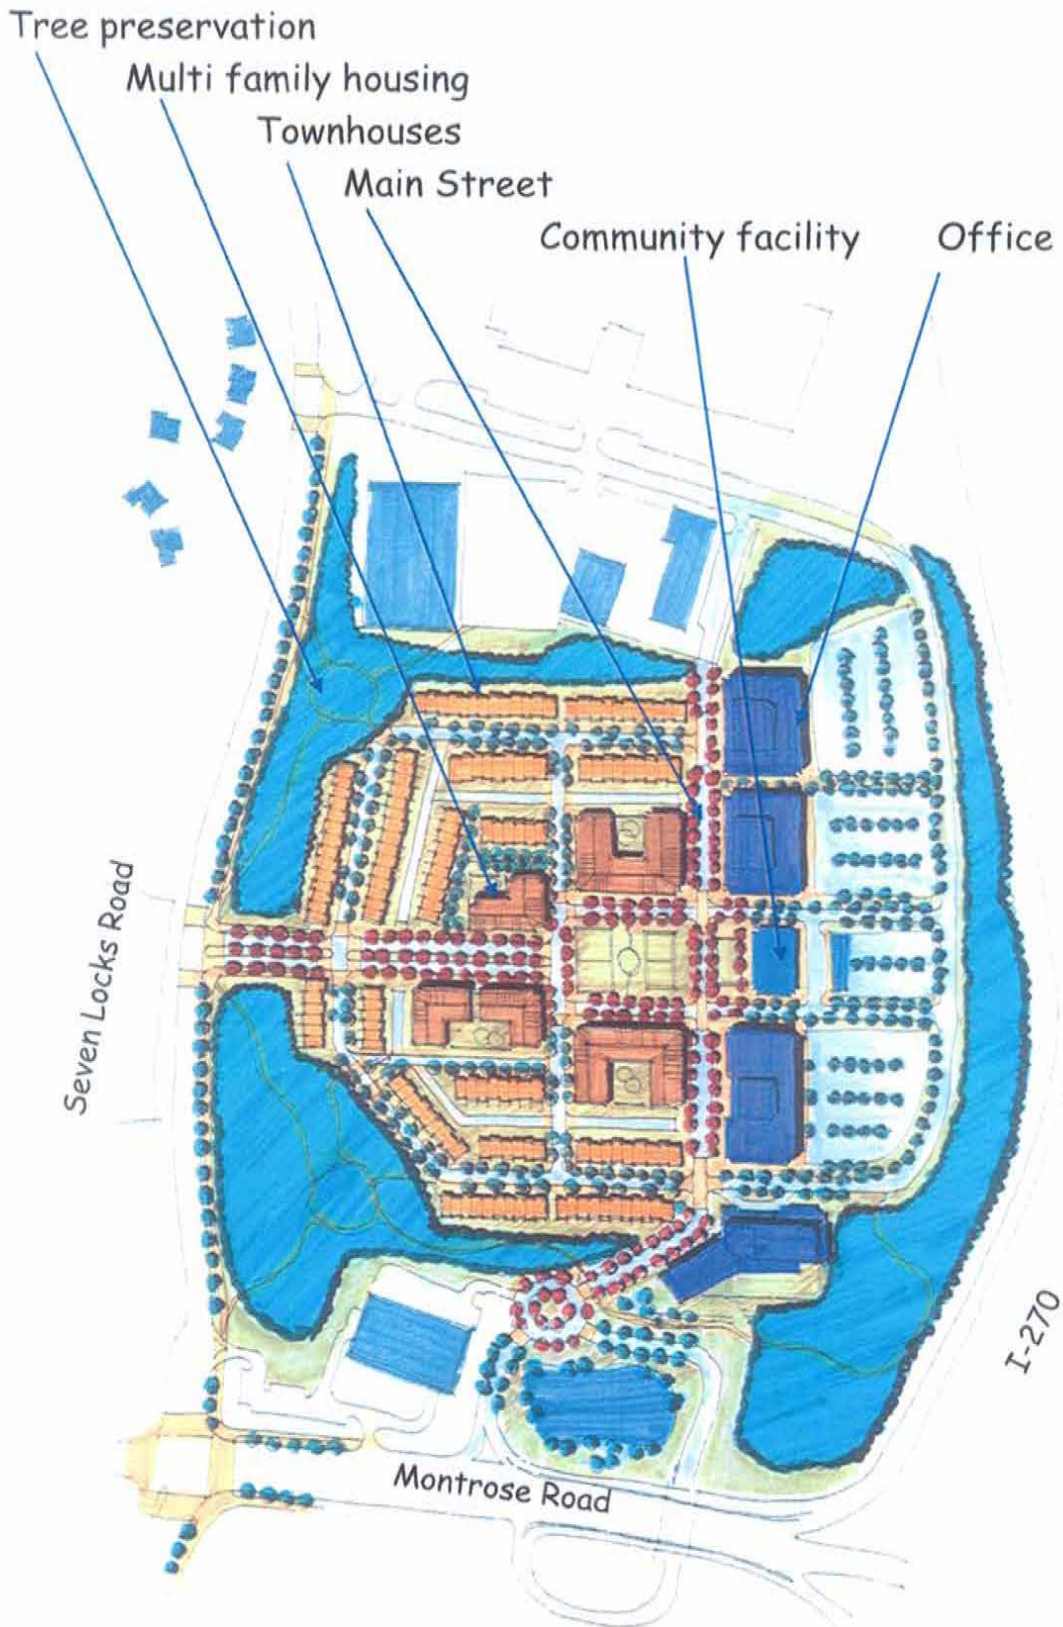 Tree preservation
Multi family housing
Townhouses
Main Street
Community facility
Office
Seven Locks Road
I-270
Montrose Road